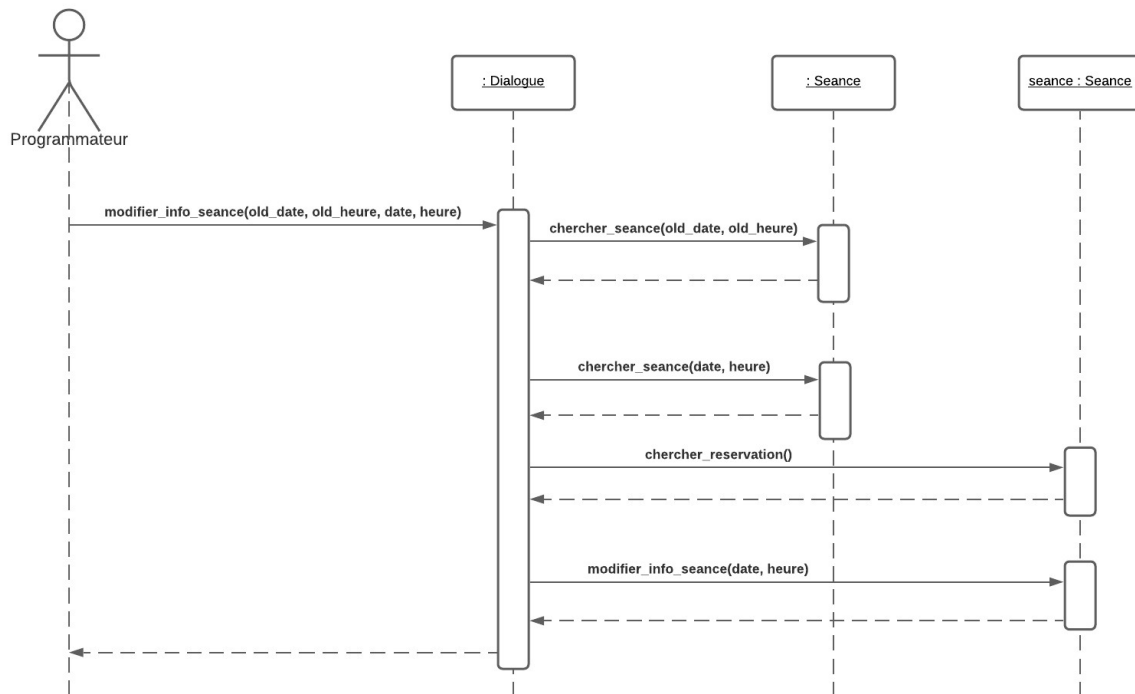 : Dialogue
: Seance
seance : Seance
Programmateur
modifier_info_seance(old_date, old_heure, date, heure)
chercher_seance(old_date, old_heure)
chercher_seance(date, heure)
chercher_reservation()
modifier_info_seance(date, heure)